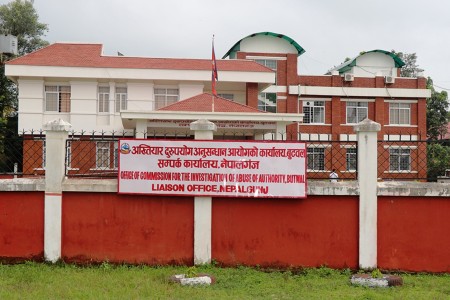 अख्तियार दुरुपयोग अनुसन्धान आयोगको कार्यालय, बुटवल
सम्पर्क कार्यालय, नेपालगंज
OFFICE OF COMMISSION FOR THE INVESTIGATION OF ABUSE OF AUTHORITY, BUTWAL
LIAISON OFFICE, NEPALGUNJ